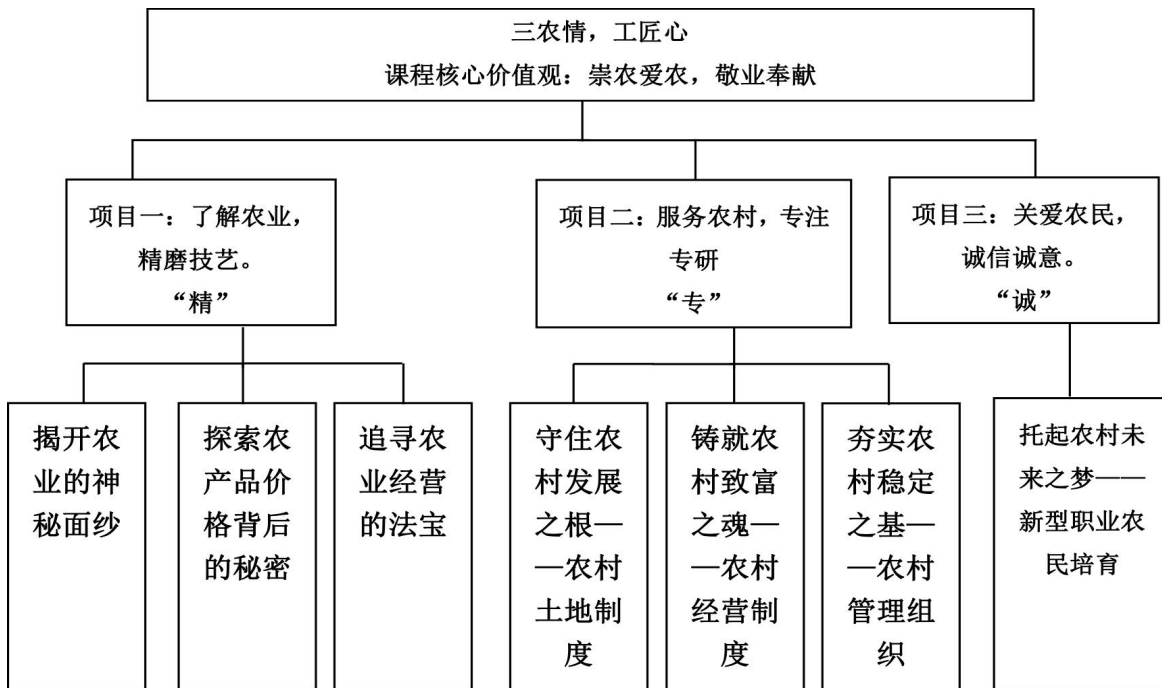 三农情，工匠心
课程核心价值观：崇农爱农，敬业奉献
项目一：了解农业，
精磨技艺。
“精”
项目二：服务农村，专注
专研
“专”
项目三：关爱农民，
诚信诚意。
“诚”
揭开农
业的神
秘面纱
探索农
产品价
格背后
的秘密
追寻农
业经营
的法宝
守住农
村发展
之根—
—农村
土地制
度
铸就农
村致富
之魂—
—农村
经营制
度
夯实农
村稳定
之基—
—农村
管理组
织
托起农村未
来之梦——
新型职业农
民培育